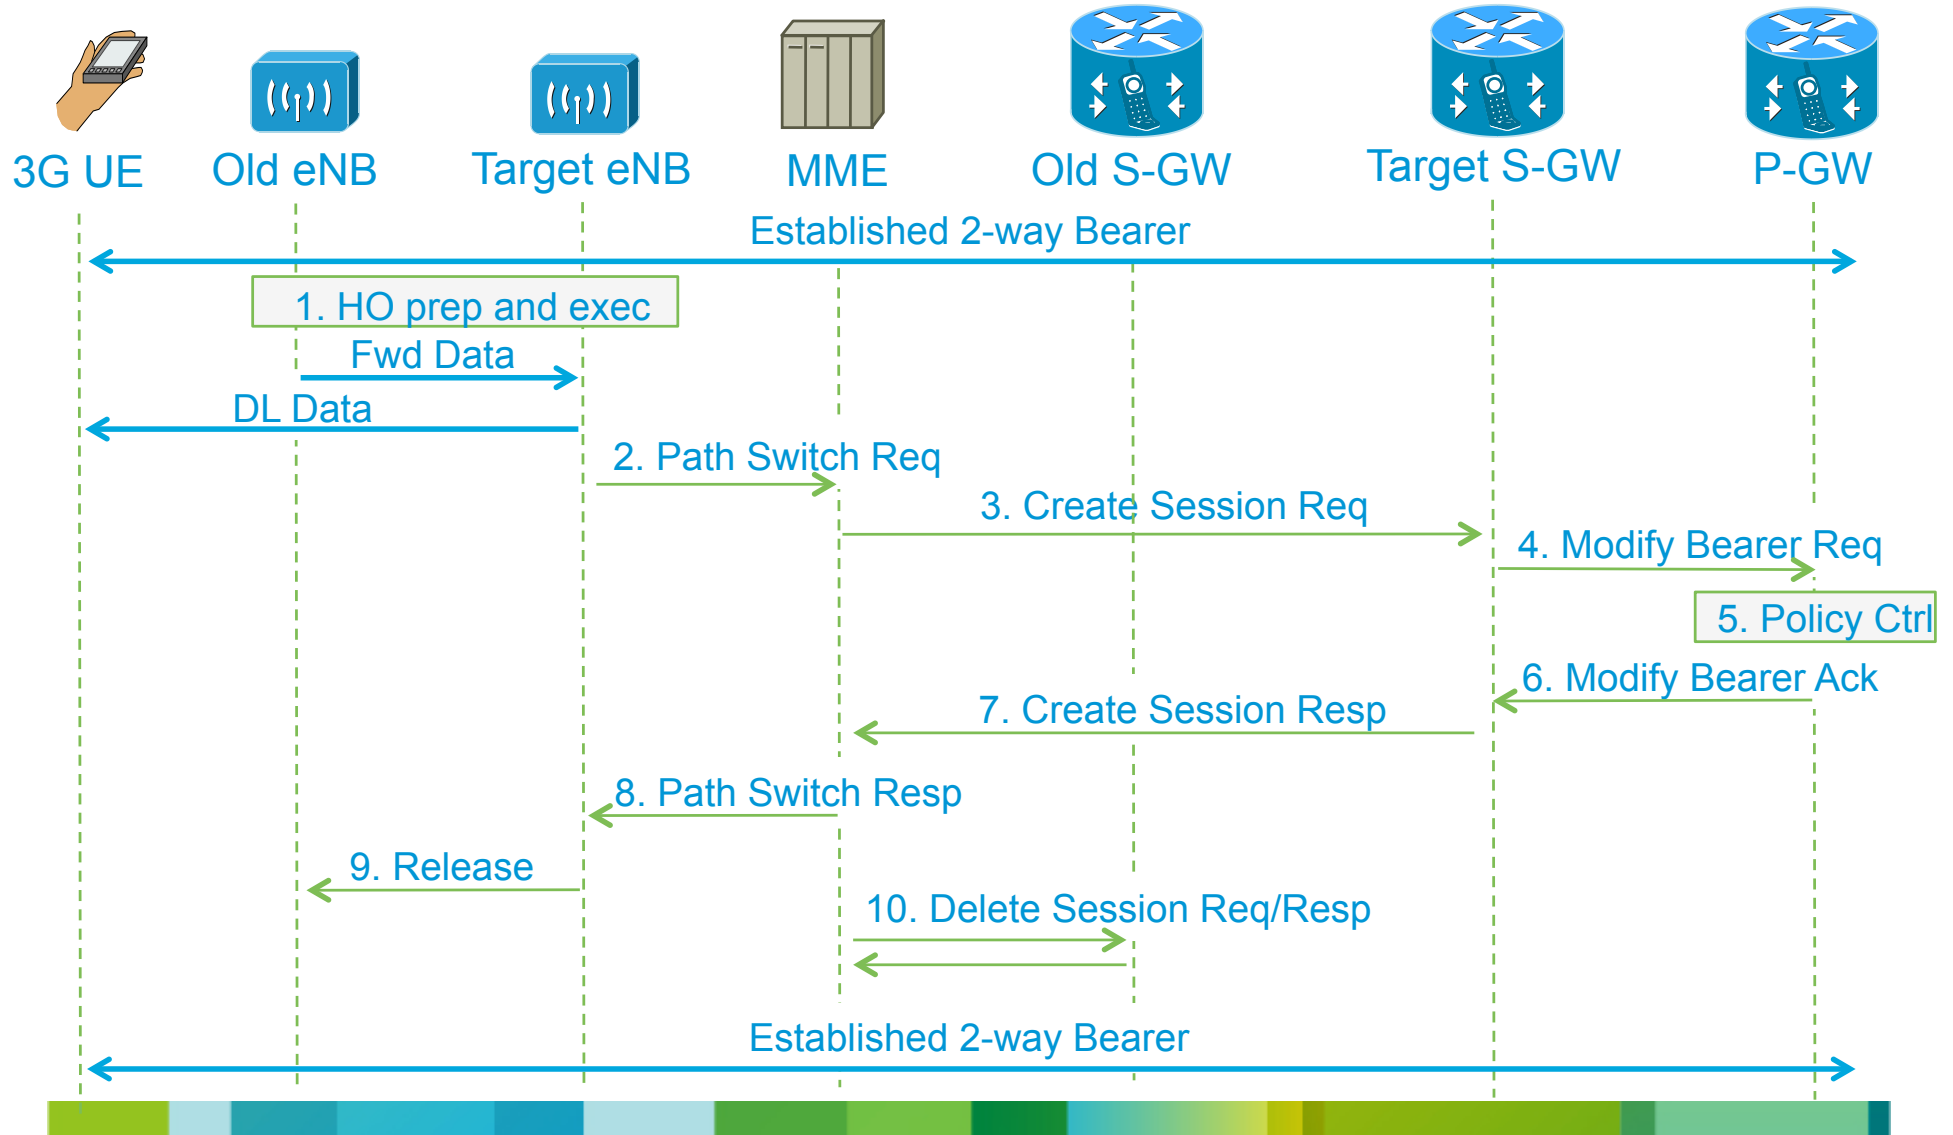 3G UE
Old eNB
Target eNB
MME
Old S-GW
Target S-GW
P-GW
Established 2-way Bearer
1. HO prep and exec
Fwd Data
DL Data
2. Path Switch Req
3. Create Session Req
4. Modify Bearer Req
5. Policy Ctrl
6. Modify Bearer Ack
7. Create Session Resp
8. Path Switch Resp
9. Release
10. Delete Session Req/Resp
Established 2-way Bearer